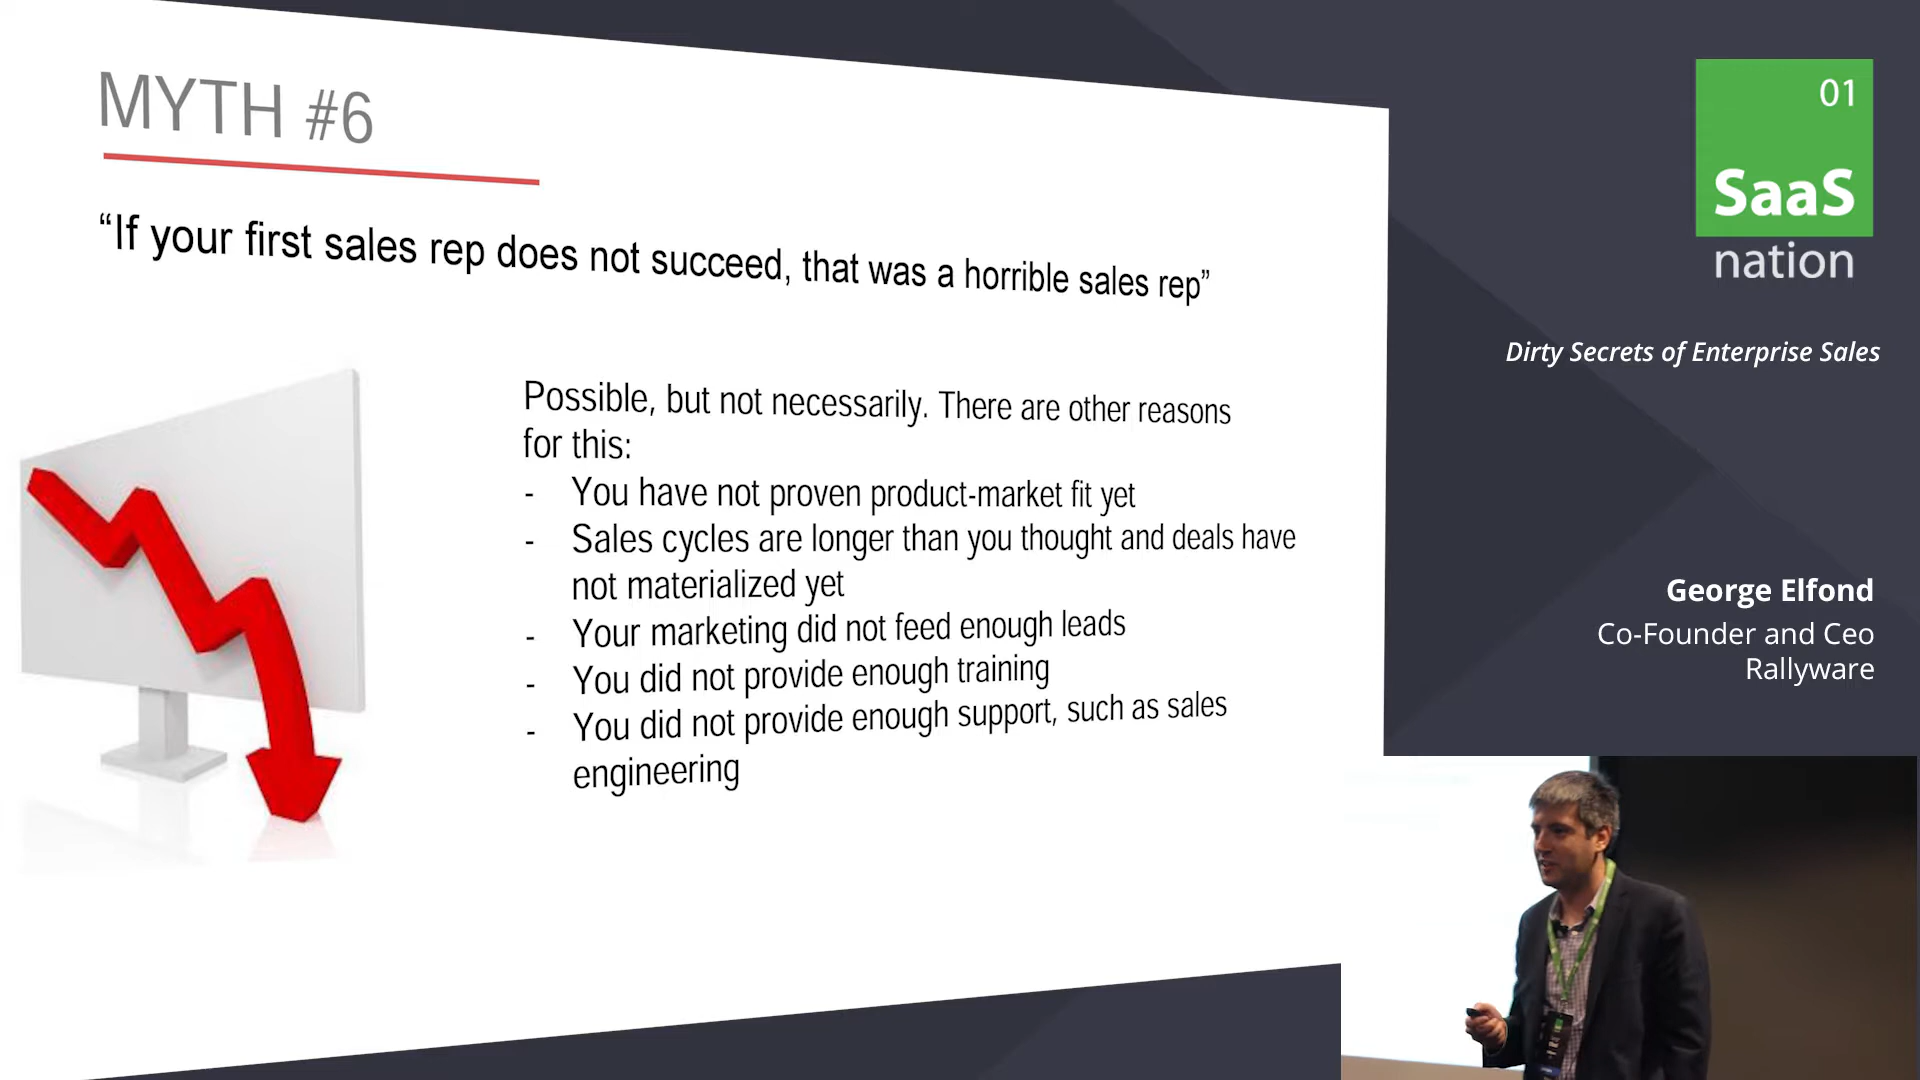 MYTH #6
“If your first sales rep does not succeed, that was a horrible sales rep”
Possible, but not necessarily. There are other reasons
for this:
- You have not proven product-market fit yet
- Sales cycles are longer than you thought and deals have
not materialized yet
- Your marketing did not feed enough leads
- You did not provide enough training
- You did not provide enough support, such as sales
engineering
01
SaaS
nation
Dirty Secrets of Enterprise Sales
George Elfond
Co-Founder and Ceo
Rallyware